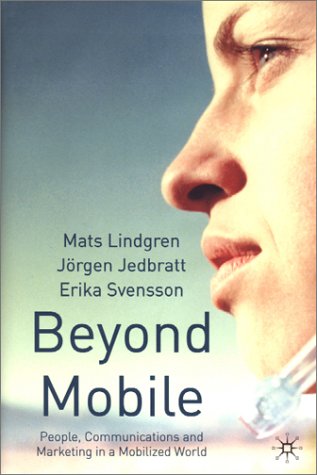 Mats Lindgren
Jörgen Jedbratt
Erika Svensson
Beyond
Mobile
People, Communications and
Marketing in a Mobilized World